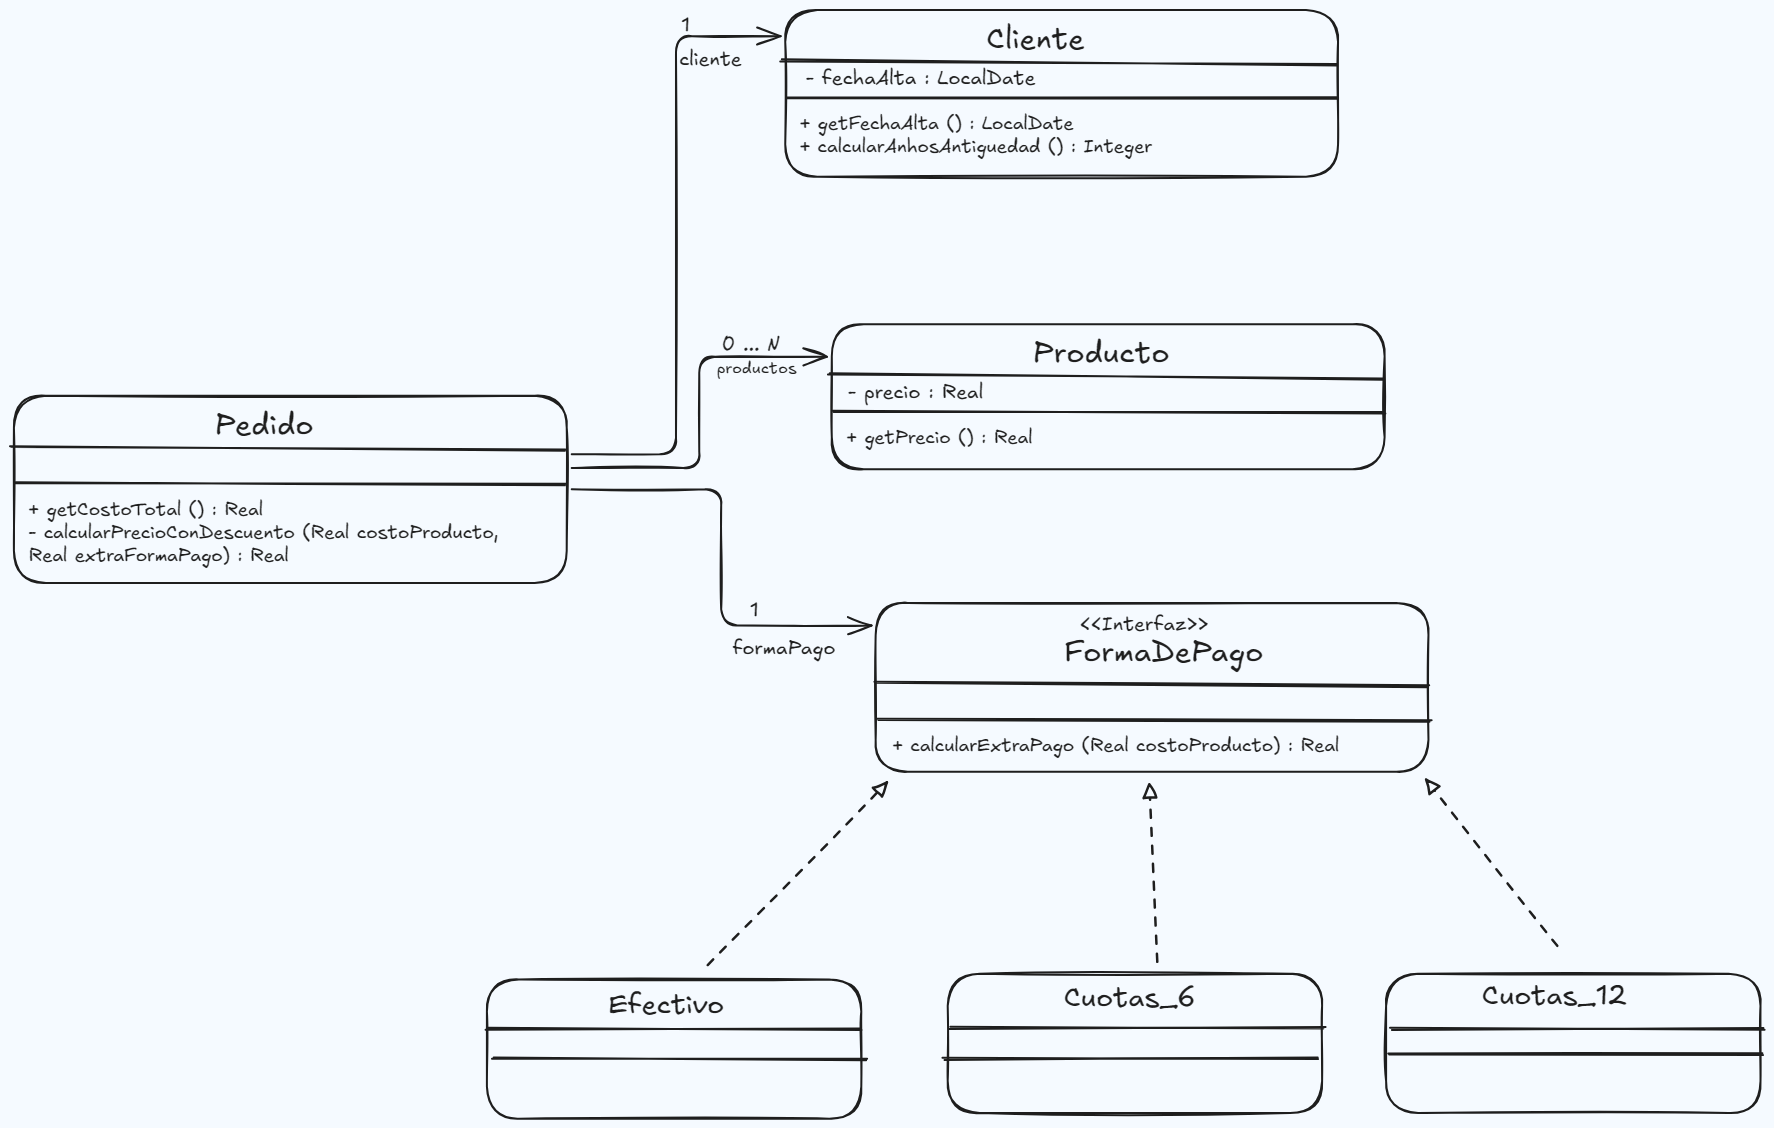 1
cliente
Cliente
- fechaAlta : LocalDate
+ getFechaAlta () : LocalDate
+ calcularAnhosAntiguedad () : Integer
0 ... N
productos
Producto
- precio : Real
+ getPrecio () : Real
Pedido
+ getCostoTotal () : Real
- calcularPrecioConDescuento (Real costoProducto,
Real extraFormaPago) : Real
1
formaPago
<<Interfaz>>
FormaDePago
+ calcularExtraPago (Real costoProducto) : Real
Efectivo
Cuotas_6
Cuotas_12